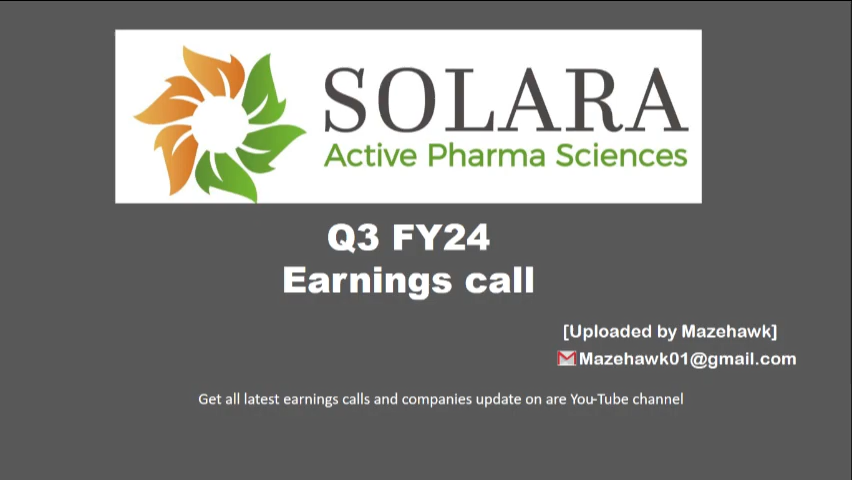 SOLARA
Active Pharma Sciences
Q3 FY24
Earnings call
[Uploaded by Mazehawk]
Mazehawk01@gmail.com
Get all latest earnings calls and companies update on are You-Tube channel